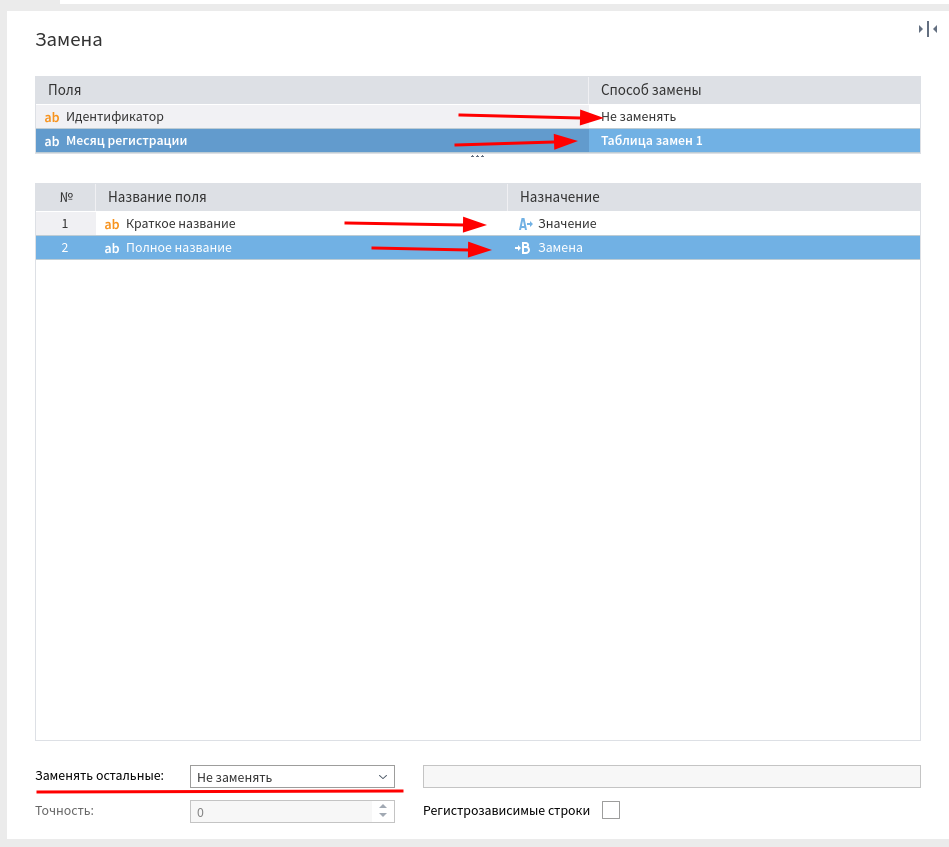 Замена
Поля Способ замены
ab Идентификатор Не заменять
ab Месяц регистрации Таблица замен 1
№ Название поля Назначение
1 ab Краткое название A Значение
2 ab Полное название B Замена
Заменять остальные: Не заменять
Точность: 0 Регистрозависимые строки